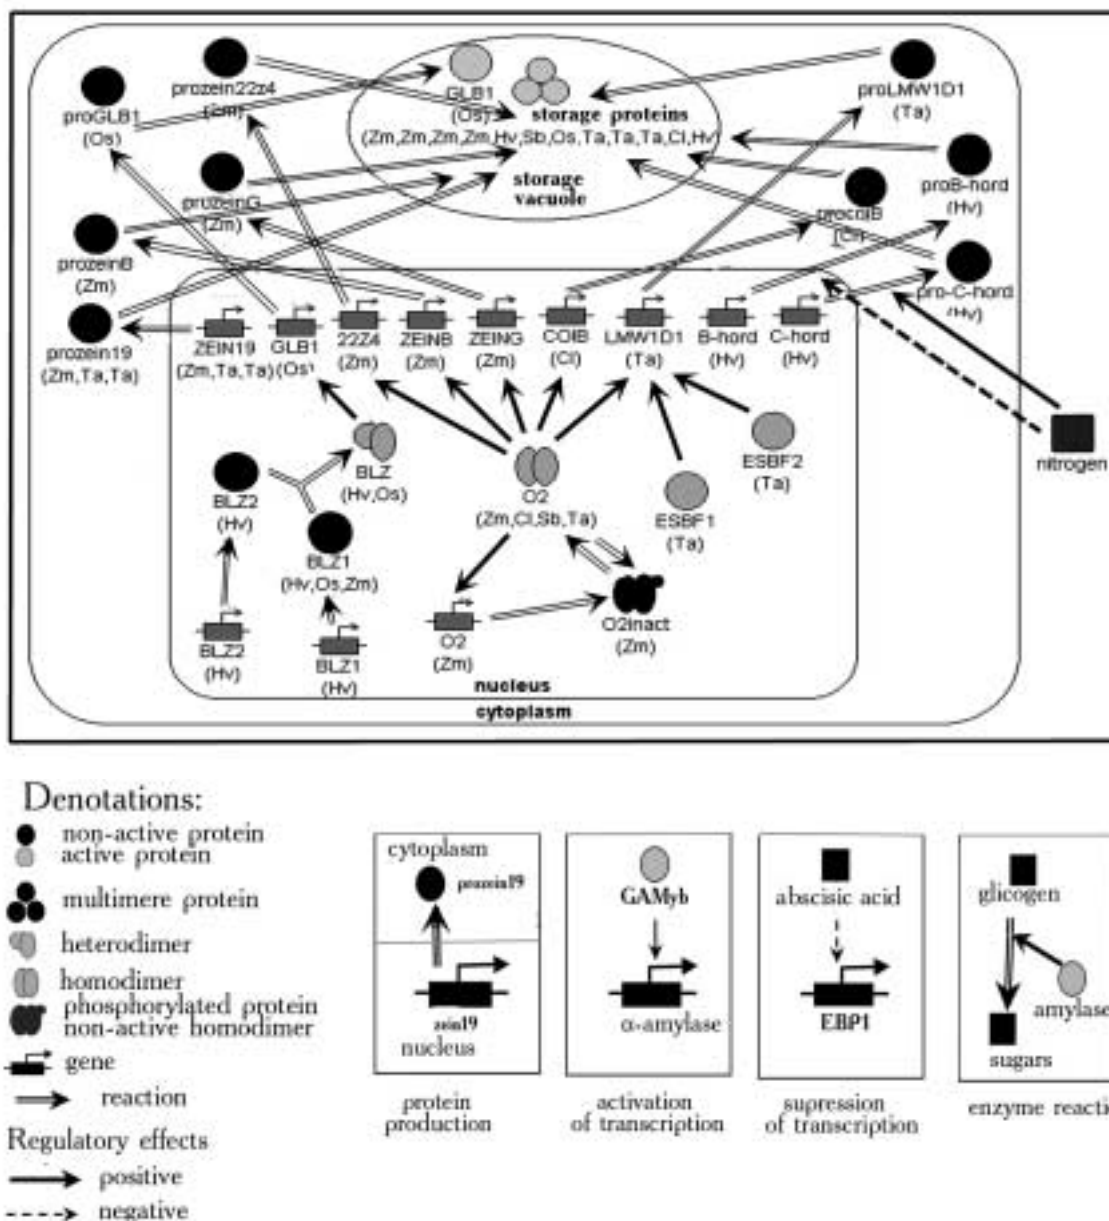 prozein22z4
(Zm)
proGLB1
(Os)
GLB1
(Os)
storage proteins
(Zm,Zm,Zm,Zm,Hv,Sb,Os,Ta,Ta,Ta,Cl,Hv)
storage
vacuole
proLMW1D1
(Ta)
prozeinG
(Zm)
proB-hord
(Hv)
procoIB
(Cl)
prozeinB
(Zm)
pro-C-hord
(Hv)
prozein19
(Zm,Ta,Ta)
ZEIN19
(Zm,Ta,Ta)
GLB1
(Os)
22Z4
(Zm)
ZEINB
(Zm)
ZEING
(Zm)
COIB
(Cl)
LMW1D1
(Ta)
B-hord
(Hv)
C-hord
(Hv)
nitrogen
BLZ
(Hv,Os)
BLZ2
(Hv)
O2
(Zm,Cl,Sb,Ta)
ESBF2
(Ta)
ESBF1
(Ta)
BLZ1
(Hv,Os,Zm)
O2inact
(Zm)
BLZ2
(Hv)
BLZ1
(Hv)
O2
(Zm)
nucleus
cytoplasm
Denotations:
non-active protein
active protein
multimere protein
heterodimer
homodimer
phosphorylated protein
non-active homodimer
gene
reaction
Regulatory effects
positive
negative
cytoplasm
prozein19
zein19
nucleus
protein
production
GAMyb
α-amylase
activation
of transcription
abscisic acid
EBP1
supression
of transcription
glicogen
amylase
sugars
enzyme reacti